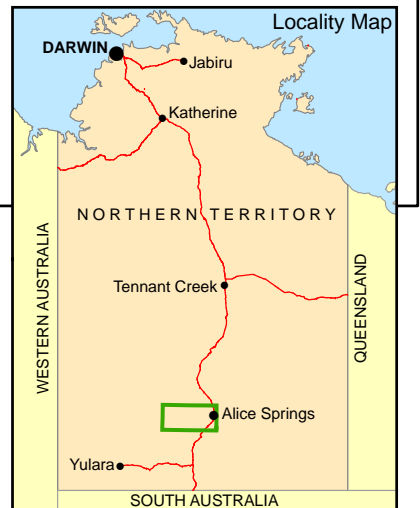 Locality Map
DARWIN
Jabiru
Katherine
NORTHERN TERRITORY
WESTERN AUSTRALIA
QUEENSLAND
Tennant Creek
Alice Springs
Yulara
SOUTH AUSTRALIA